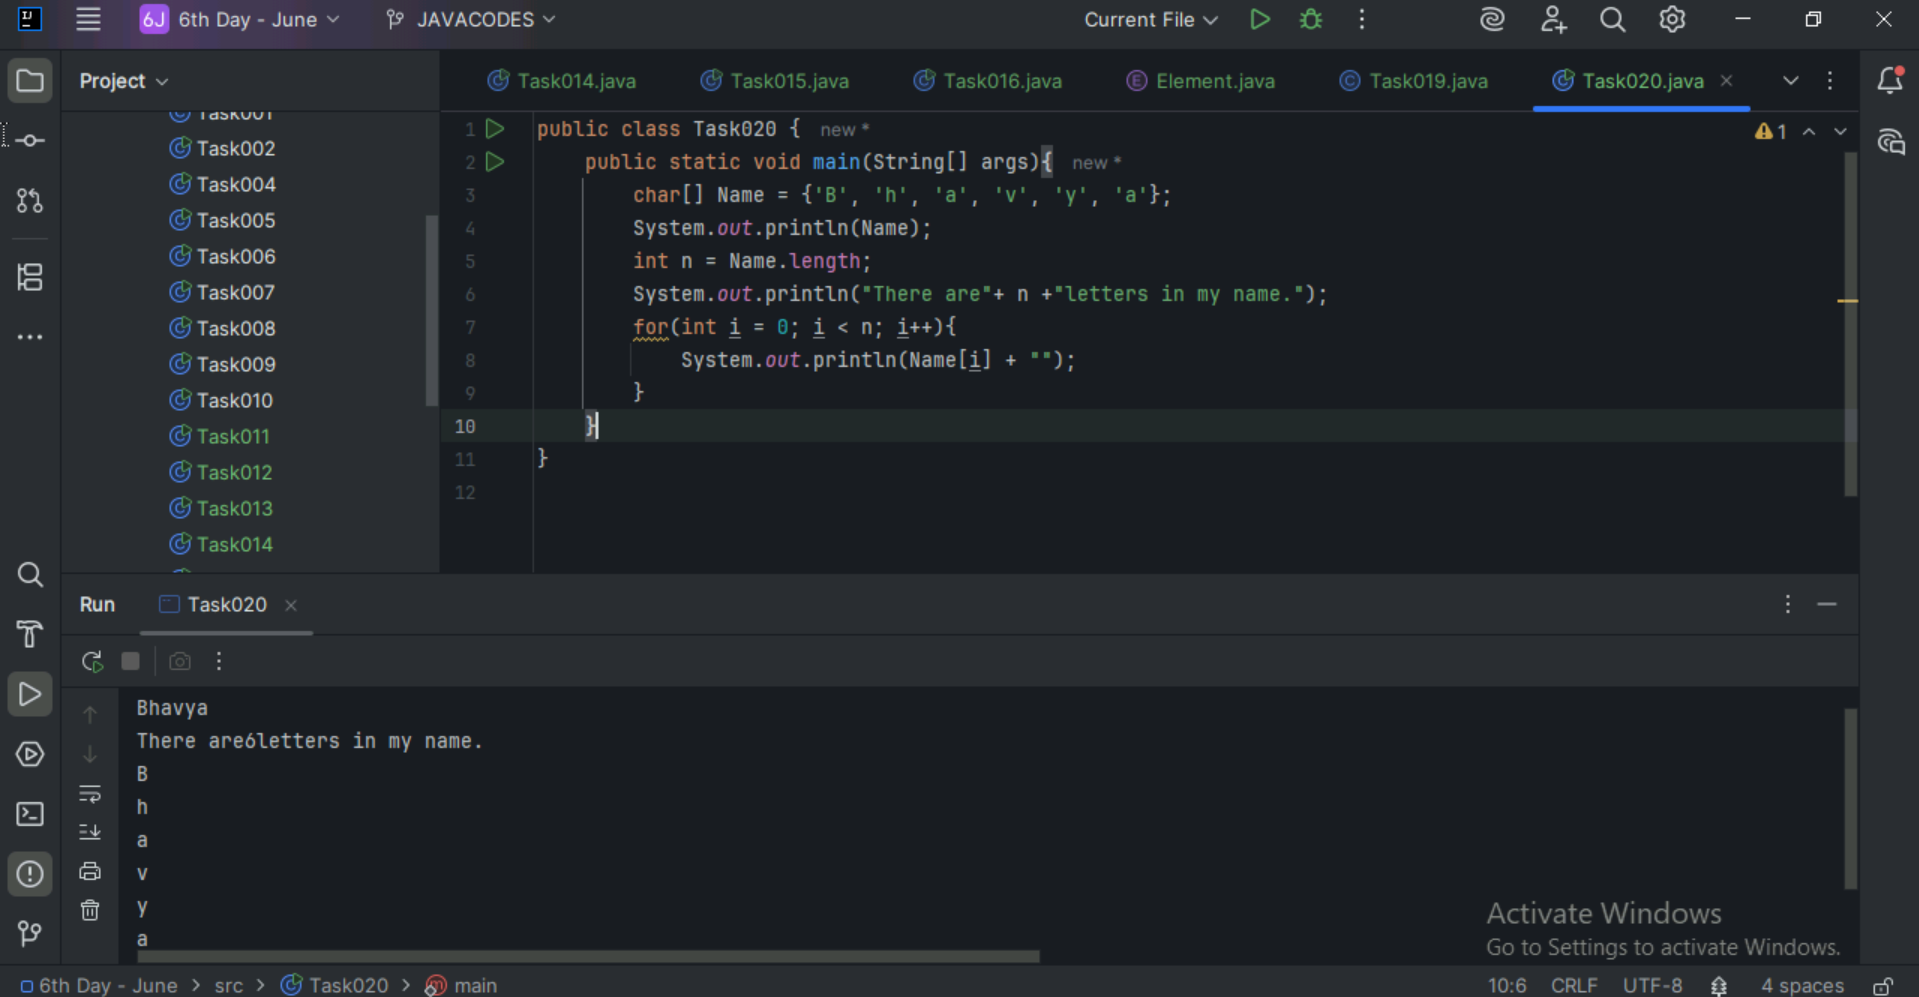 6J 6th Day - June JAVACODES Current File
Project
Task014.java Task015.java Task016.java Element.java Task019.java Task020.java
Task001
Task002
Task004
Task005
Task006
Task007
Task008
Task009
Task010
Task011
Task012
Task013
Task014
1 public class Task020 { new *
2 public static void main(String[] args){ new *
3 char[] Name = {'B', 'h', 'a', 'v', 'y', 'a'};
4 System.out.println(Name);
5 int n = Name.length;
6 System.out.println("There are"+ n +"letters in my name.");
7 for(int i = 0; i < n; i++){
8 System.out.println(Name[i] + "");
9 }
10 }
11 }
12
1
Run Task020
Bhavya
There are6letters in my name.
B
h
a
v
y
a
Activate Windows
Go to Settings to activate Windows.
6th Day - June > src > Task020 > main 10:6 CRLF UTF-8 4 spaces